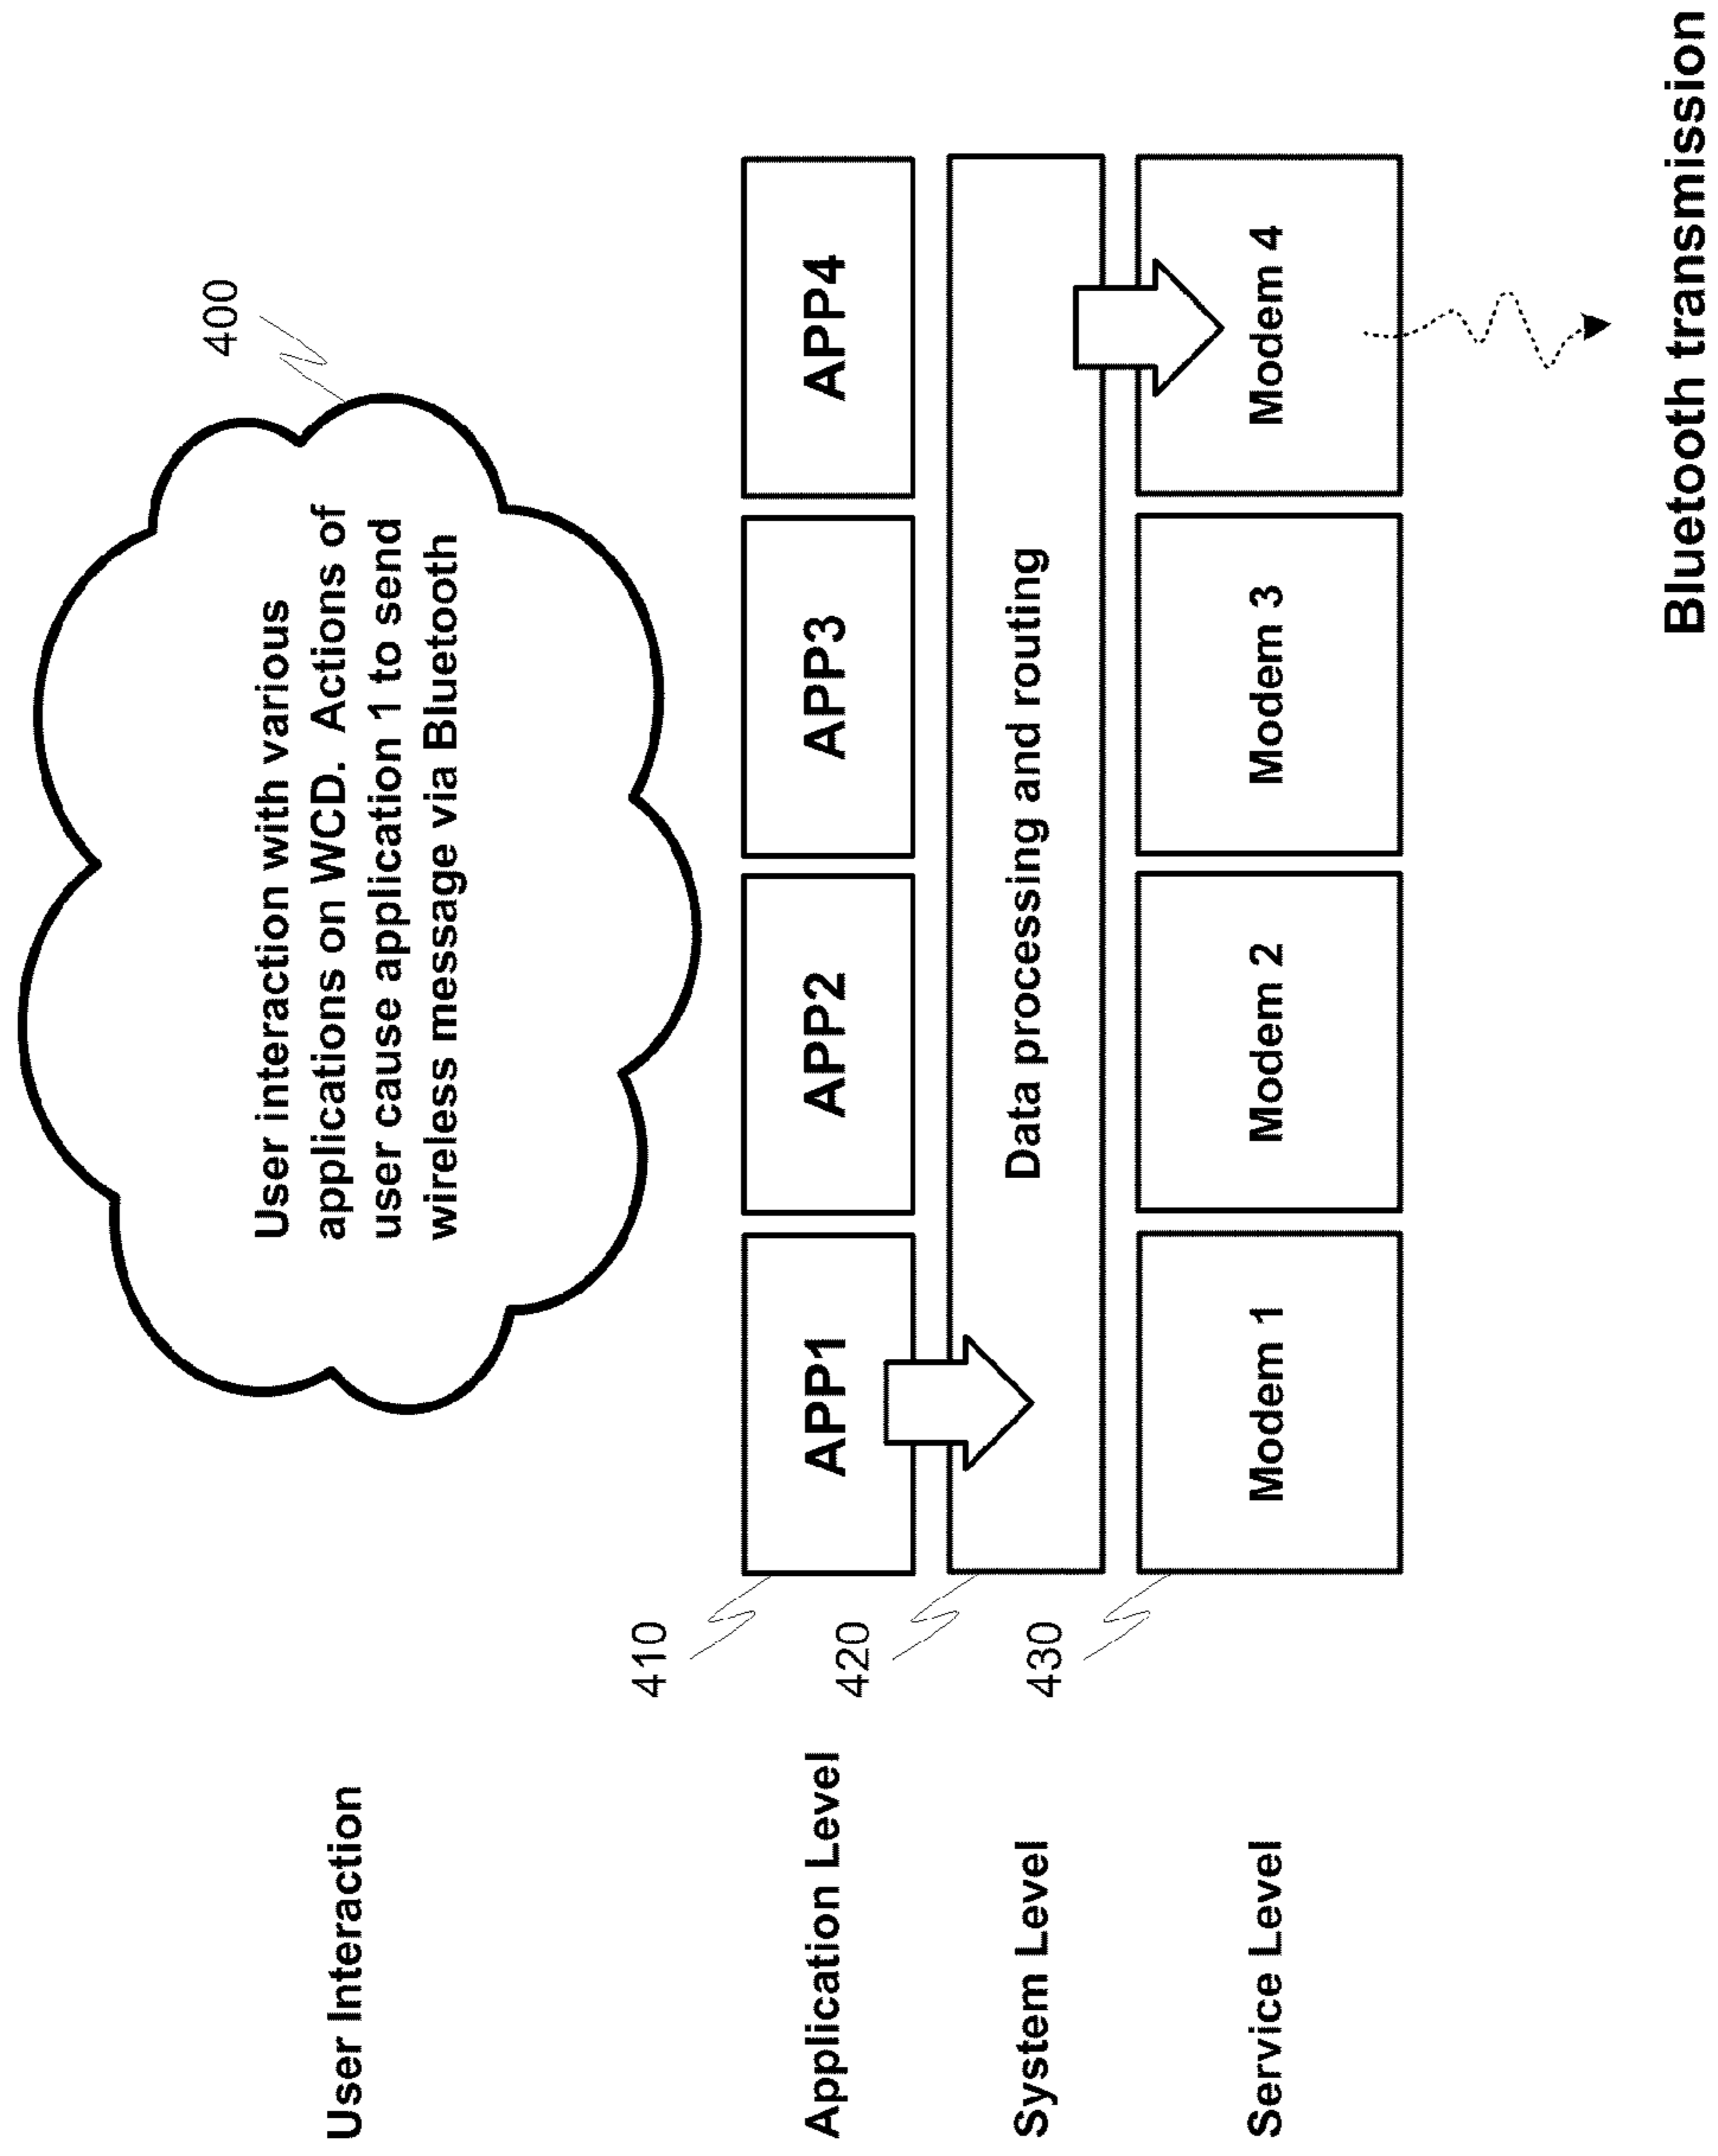 400
User Interaction
User interaction with various
applications on WCD.  Actions of
user cause application 1 to send
wireless message via Bluetooth
410
Application Level
APP1
APP2
APP3
APP4
420
System Level
Data processing and routing
430
Service Level
Modem 1
Modem 2
Modem 3
Modem 4
Bluetooth transmission